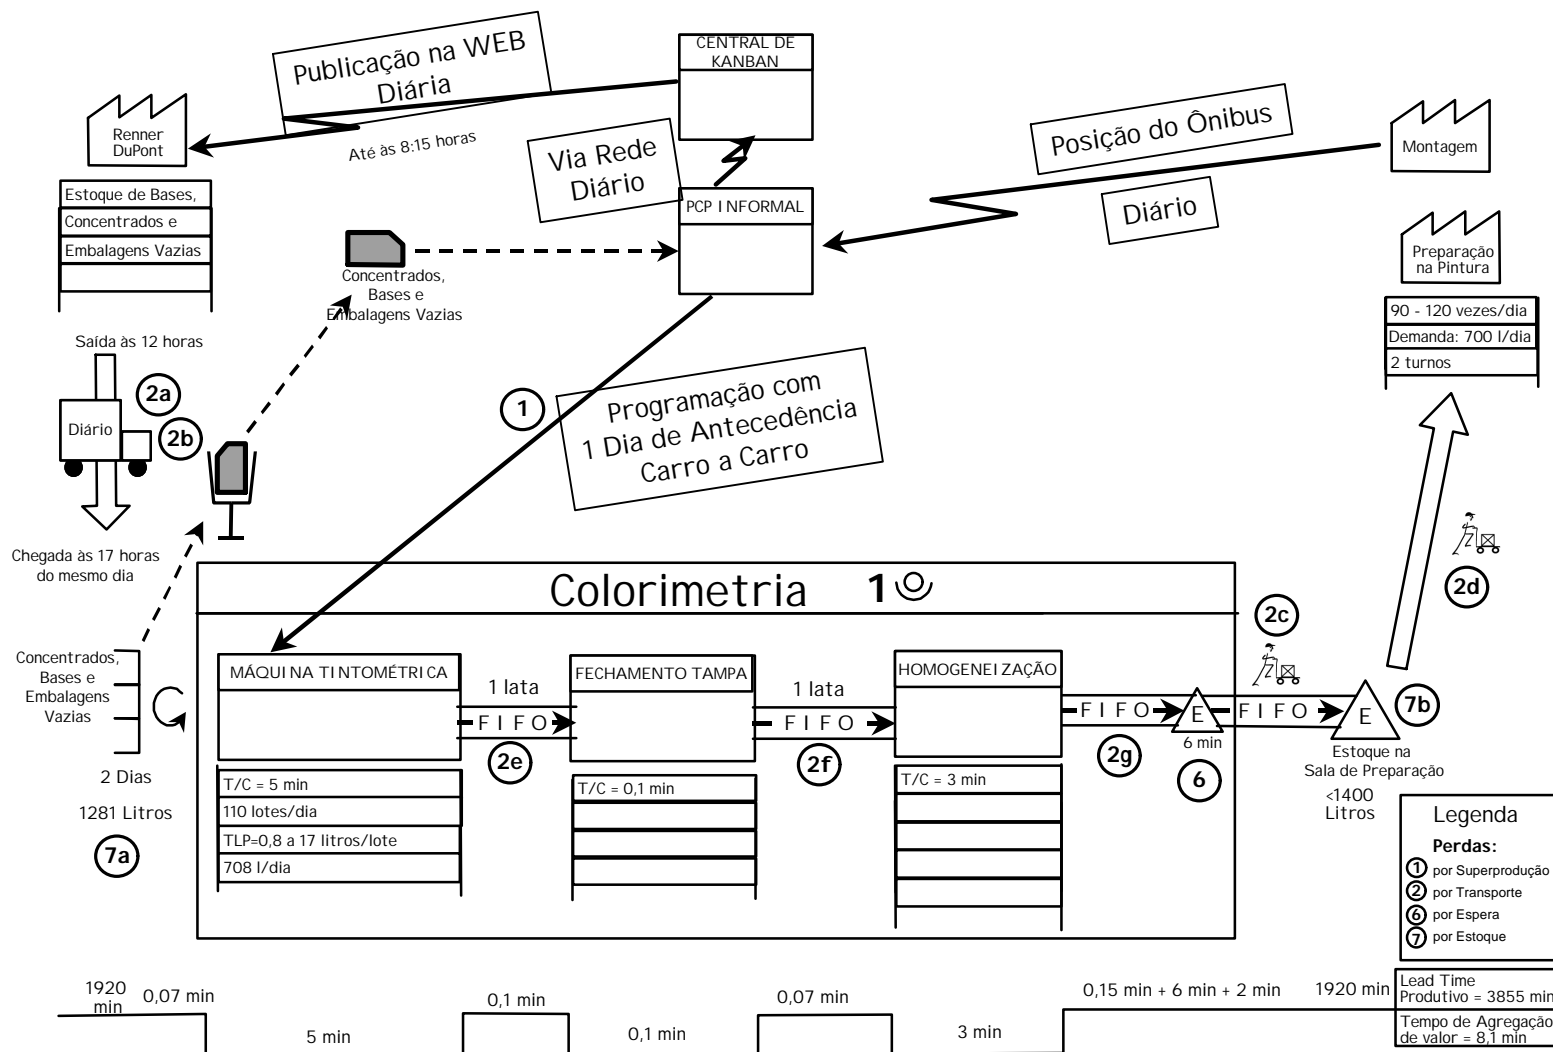 Publicação na WEB
Diária
CENTRAL DE
KANBAN
Renner
DuPont
Até às 8:15 horas
Via Rede
Diário
Posição do Ônibus
Diário
Montagem
Estoque de Bases,
Concentrados e
Embalagens Vazias
PCP INFORMAL
Concentrados,
Bases e
Embalagens Vazias
Preparação
na Pintura
90 - 120 vezes/dia
Demanda: 700 l/dia
2 turnos
Saída às 12 horas
Diário
2a
2b
Chegada às 17 horas
do mesmo dia
1
Programação com
1 Dia de Antecedência
Carro a Carro
2d
Colorimetria 1
2c
Concentrados,
Bases e
Embalagens
Vazias
2 Dias
1281 Litros
7a
MÁQUINA TINTOMÉTRICA
T/C = 5 min
110 lotes/dia
TLP=0,8 a 17 litros/lote
708 l/dia
1 lata
FIFO
2e
FECHAMENTO TAMPA
T/C = 0,1 min
1 lata
FIFO
2f
HOMOGENEIZAÇÃO
T/C = 3 min
FIFO
2g
E
6 min
6
FIFO
E
7b
Estoque na
Sala de Preparação
<1400
Litros
Legenda
Perdas:
1 por Superprodução
2 por Transporte
6 por Espera
7 por Estoque
1920
min
0,07 min
5 min
0,1 min
0,1 min
0,07 min
3 min
0,15 min + 6 min + 2 min
1920 min
Lead Time
Produtivo = 3855 min
Tempo de Agregação
de valor = 8,1 min